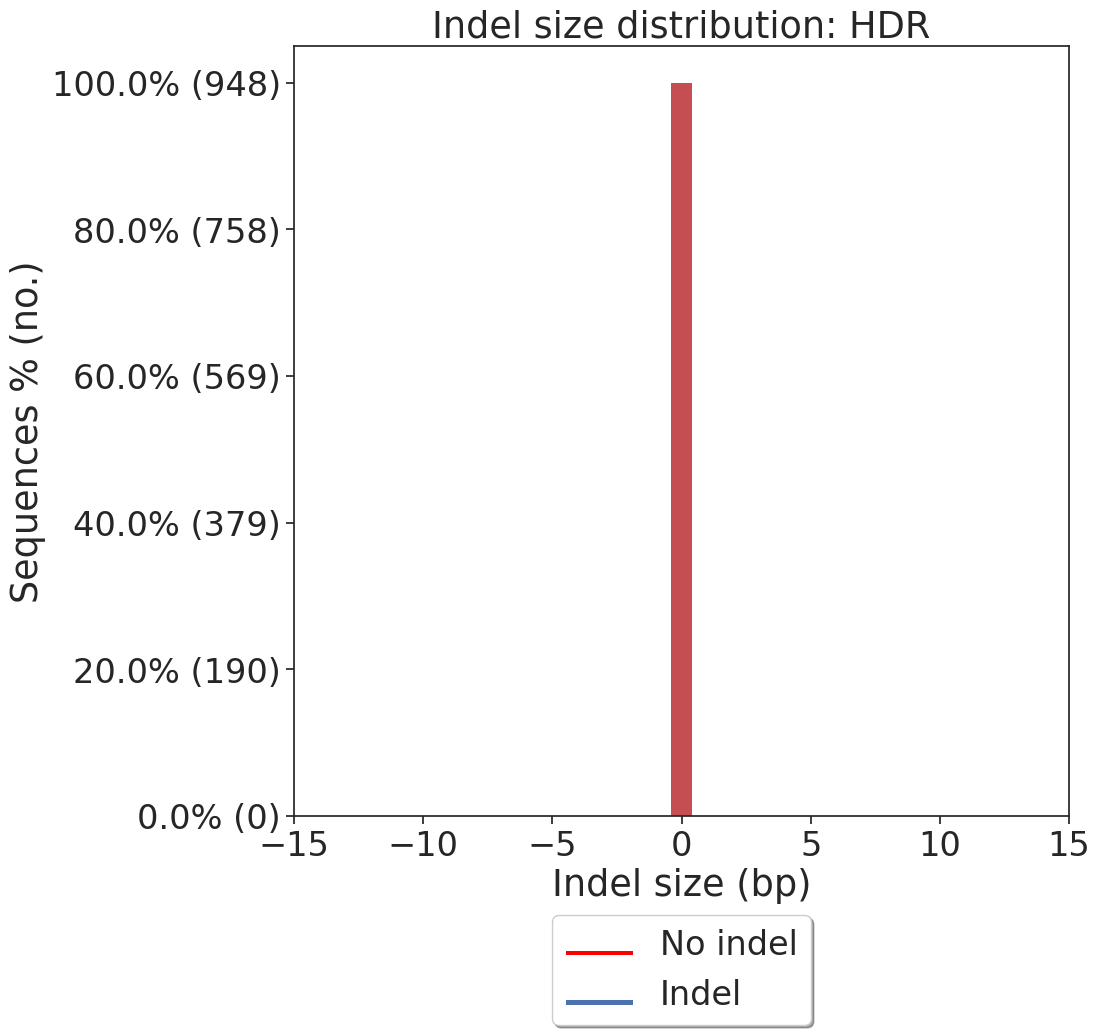 Indel size distribution: HDR
Sequences % (no.)
100.0% (948)
80.0% (758)
60.0% (569)
40.0% (379)
20.0% (190)
0.0% (0)
−15 −10 −5 0 5 10 15
Indel size (bp)
No indel
Indel